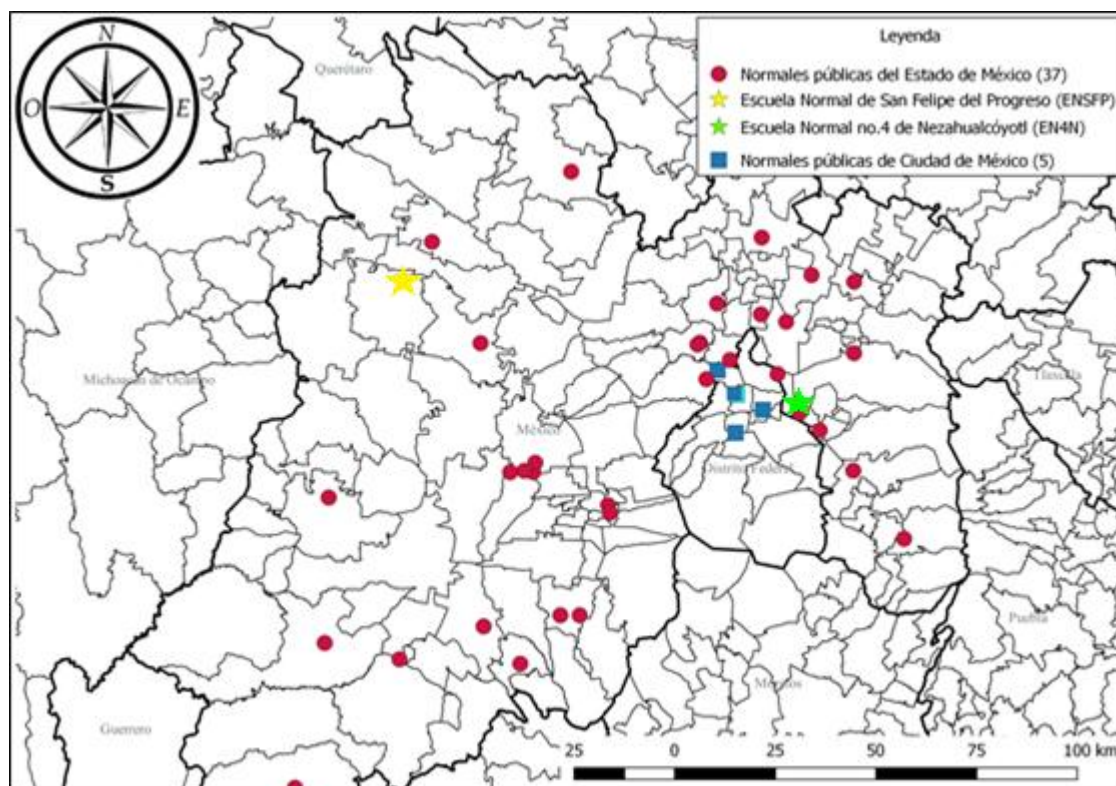 N
O
E
S
Leyenda
Normales públicas del Estado de México (37)
Escuela Normal de San Felipe del Progreso (ENSFP)
Escuela Normal no.4 de Nezahualcóyotl (EN4N)
Normales públicas de Ciudad de México (5)
Querétaro
Michoacán de Ocampo
Tlaxcala
México
Distrito Federal
Puebla
Morelos
Guerrero
25 0 22 50 75 100 km